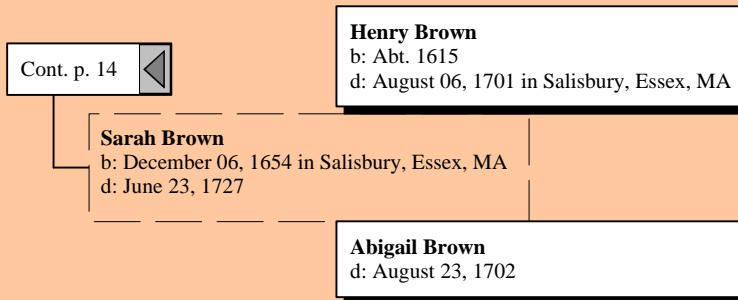 Henry Brown
b: Abt. 1615
d: August 06, 1701 in Salisbury, Essex, MA
Cont. p. 14
Sarah Brown
b: December 06, 1654 in Salisbury, Essex, MA
d: June 23, 1727
Abigail Brown
d: August 23, 1702